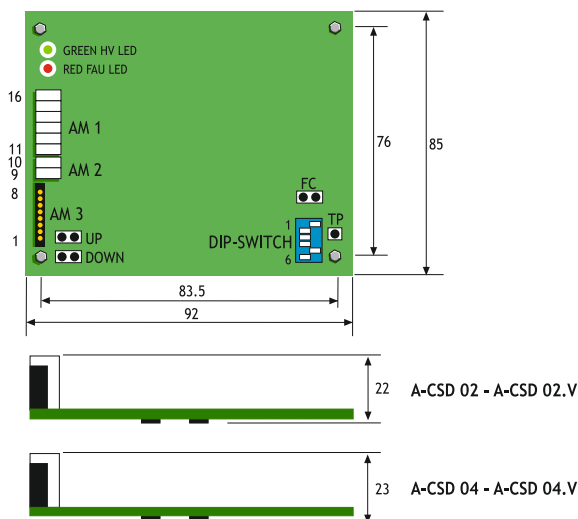 GREEN HV LED
RED FAU LED
16
AM 1
11
10
AM 2
9
8
AM 3
1
UP
DOWN
FC
TP
1
DIP-SWITCH
6
76
85
83.5
92
22
A-CSD 02 - A-CSD 02.V
23
A-CSD 04 - A-CSD 04.V